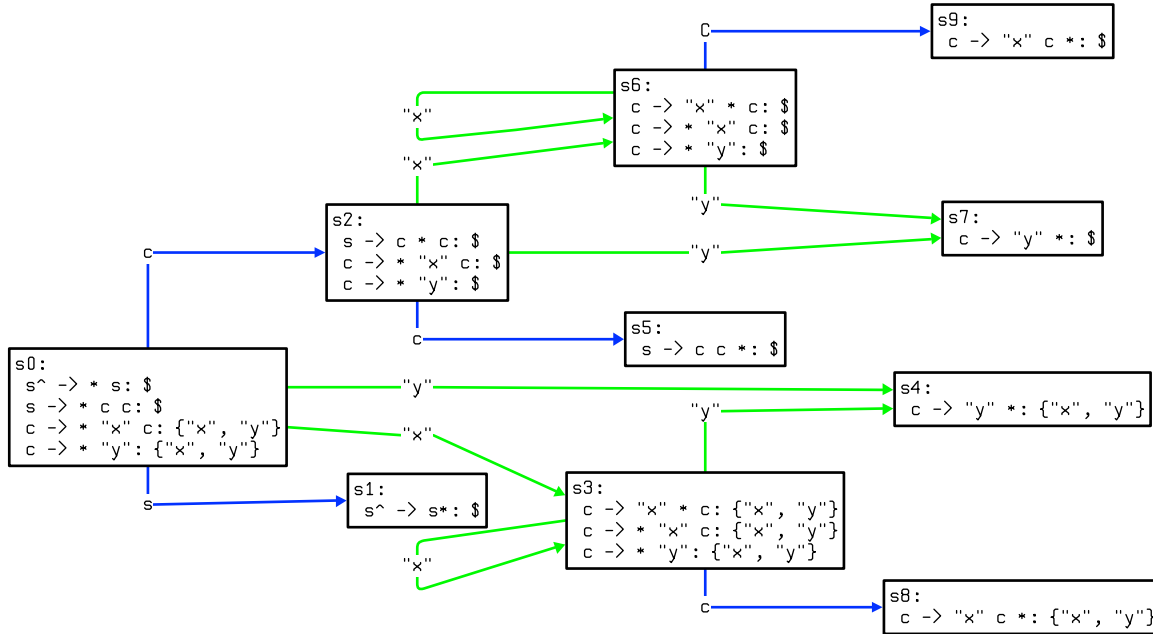 s9:
c -> "x" c *: $
C
s6:
c -> "x" * c: $
c -> * "x" c: $
c -> * "y": $
"x"
"x"
"y"
s7:
c -> "y" *: $
s2:
s -> c * c: $
c -> * "x" c: $
c -> * "y": $
c
"y"
c
s5:
s -> c c *: $
s0:
s^ -> * s: $
s -> * c c: $
c -> * "x" c: {"x", "y"}
c -> * "y": {"x", "y"}
"y"
s4:
c -> "y" *: {"x", "y"}
"y"
"x"
s
s1:
s^ -> s*: $
s3:
c -> "x" * c: {"x", "y"}
c -> * "x" c: {"x", "y"}
c -> * "y": {"x", "y"}
"x"
c
s8:
c -> "x" c *: {"x", "y"}